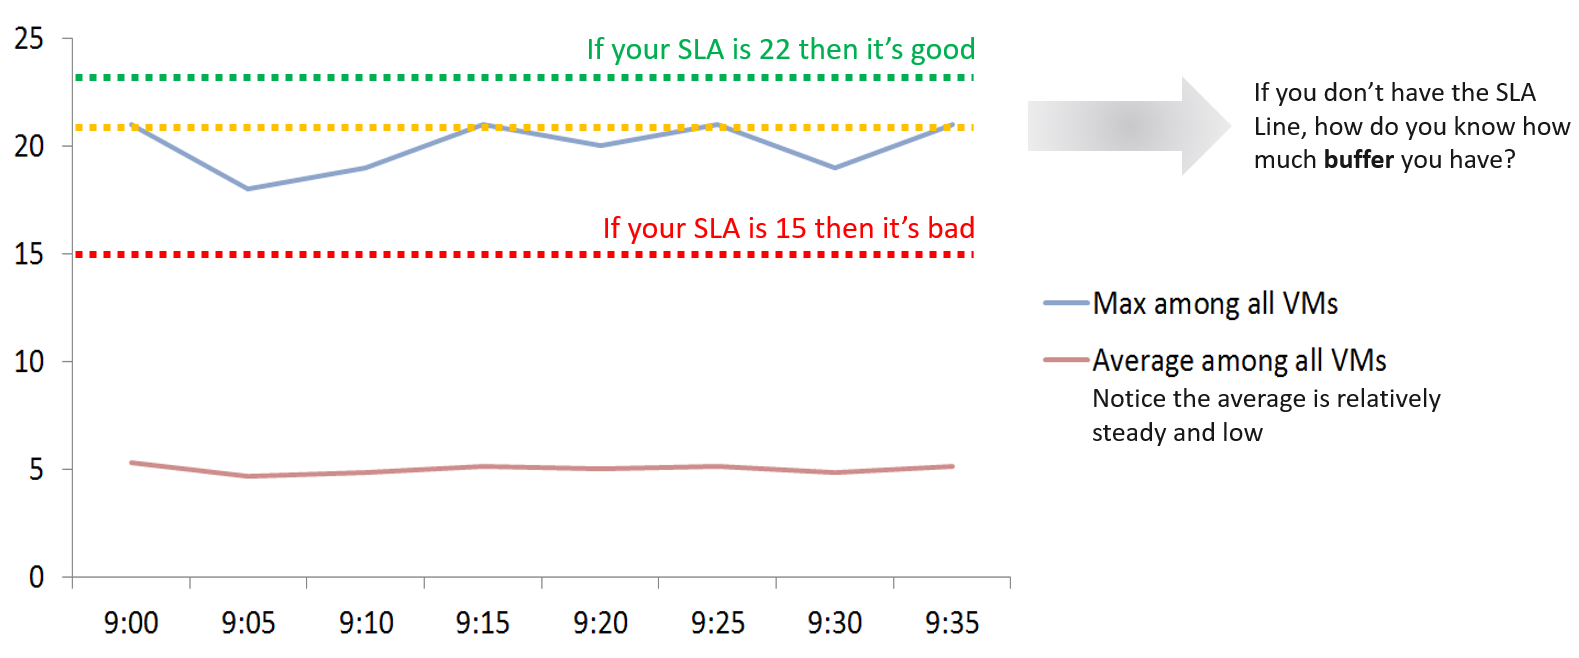 25
If your SLA is 22 then it’s good
20
If your SLA is 15 then it’s bad
15
10
5
0
9:00 9:05 9:10 9:15 9:20 9:25 9:30 9:35
If you don’t have the SLA
Line, how do you know how
much buffer you have?
Max among all VMs
Average among all VMs
Notice the average is relatively
steady and low